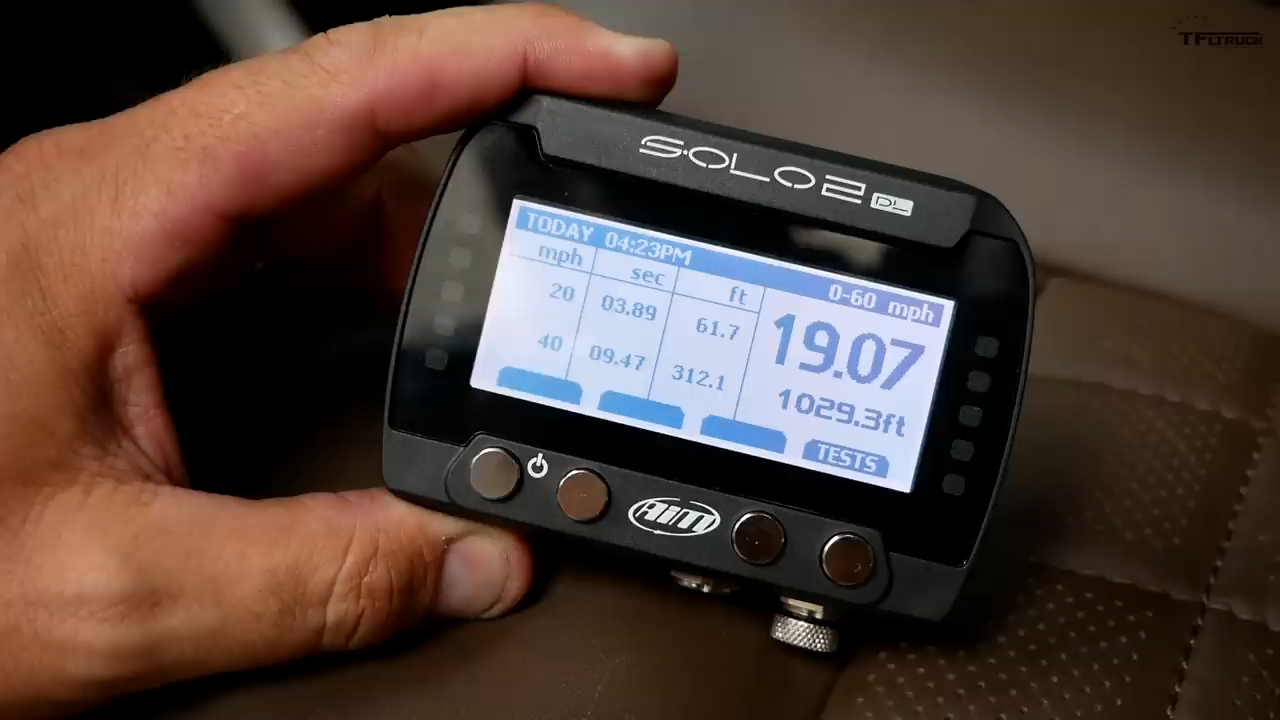 TFLTRUCK
SOLO2 DL
TODAY 04:23PM
0-60 mph
mph sec ft
20 03.89 61.7
40 09.47 312.1
19.07
1029.3ft
TESTS
AiM